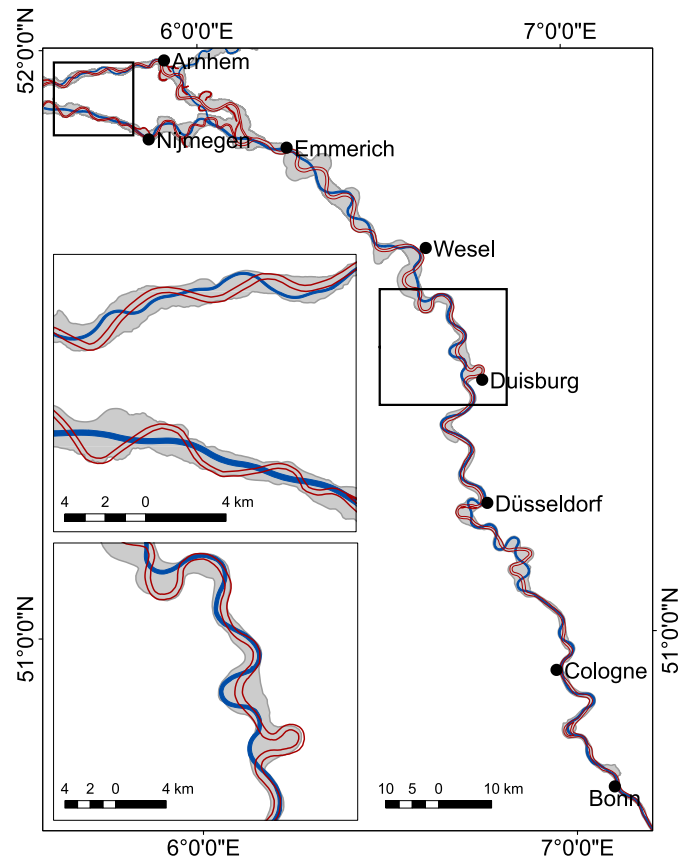 6°0'0"E 7°0'0"E
52°0'0"N
Arnhem
Nijmegen
Emmerich
Wesel
Duisburg
4 2 0 4 km
Düsseldorf
51°0'0"N
51°0'0"N
Cologne
4 2 0 4 km
10 5 0 10 km
Bonn
6°0'0"E 7°0'0"E